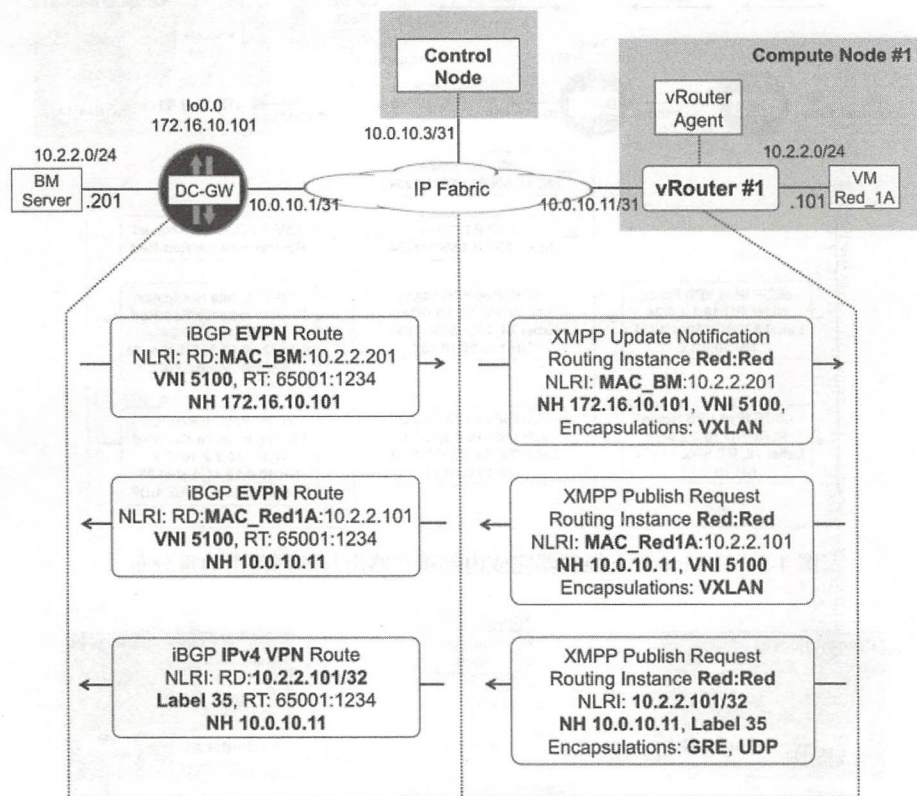 Control
Node
Compute Node #1
vRouter
Agent
lo0.0
172.16.10.101
10.0.10.3/31
10.2.2.0/24
10.2.2.0/24
BM
Server
.201
DC-GW
10.0.10.1/31
IP Fabric
10.0.10.11/31
vRouter #1
.101
VM
Red_1A
iBGP EVPN Route
NLRI: RD:MAC_BM:10.2.2.201
VNI 5100, RT: 65001:1234
NH 172.16.10.101
XMPP Update Notification
Routing Instance Red:Red
NLRI: MAC_BM:10.2.2.201
NH 172.16.10.101, VNI 5100,
Encapsulations: VXLAN
iBGP EVPN Route
NLRI: RD:MAC_Red1A:10.2.2.101
VNI 5100, RT: 65001:1234
NH 10.0.10.11
XMPP Publish Request
Routing Instance Red:Red
NLRI: MAC_Red1A:10.2.2.101
NH 10.0.10.11, VNI 5100
Encapsulations: VXLAN
iBGP IPv4 VPN Route
NLRI: RD:10.2.2.101/32
Label 35, RT: 65001:1234
NH 10.0.10.11
XMPP Publish Request
Routing Instance Red:Red
NLRI: 10.2.2.101/32
NH 10.0.10.11, Label 35
Encapsulations: GRE, UDP